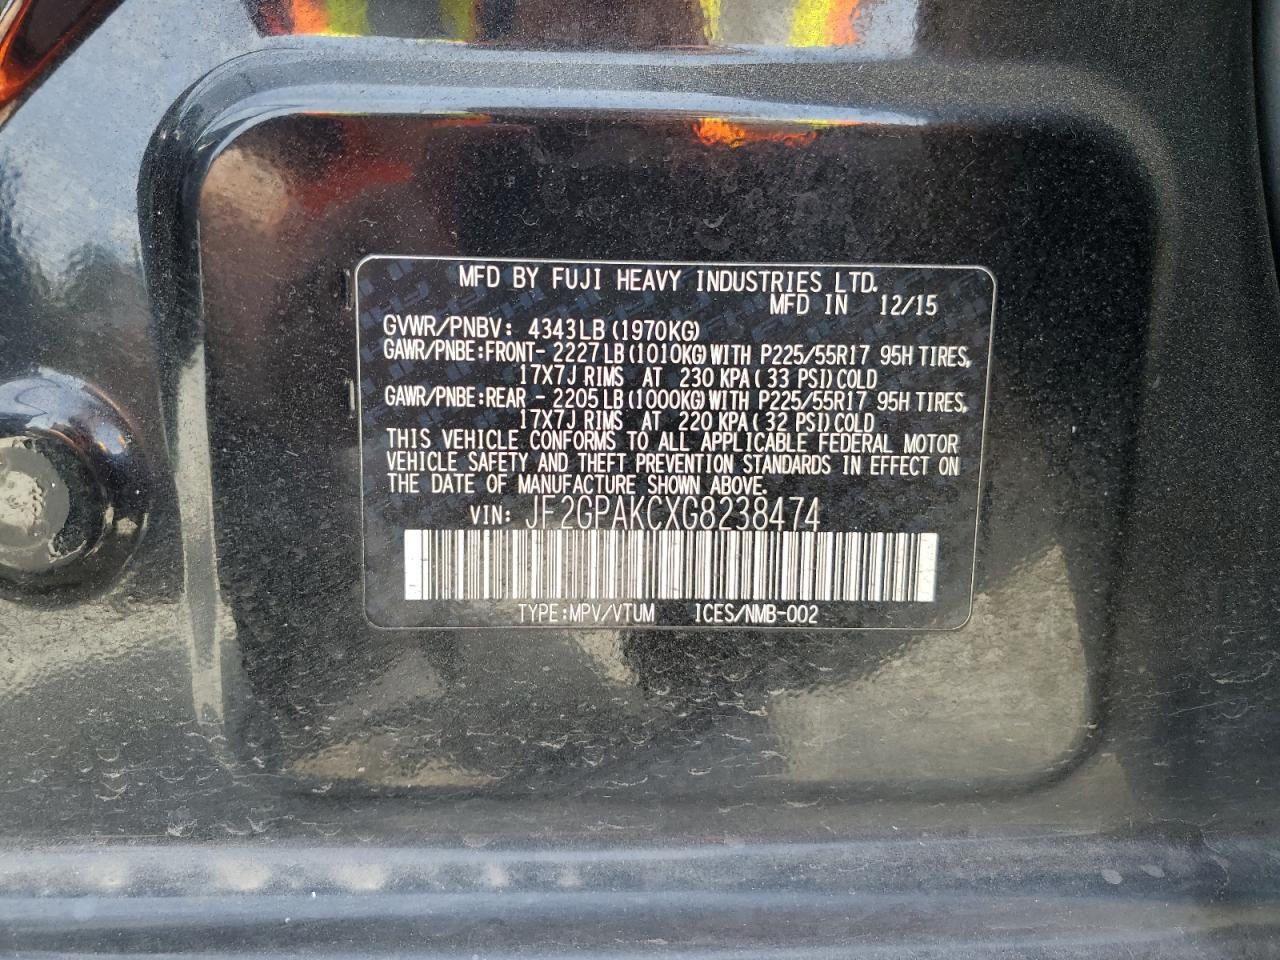 MFD BY FUJI HEAVY INDUSTRIES LTD.
MFD IN 12/15
GVWR/PNBV: 4343LB (1970KG)
GAWR/PNBE:FRONT- 2227LB (1010KG) WITH P225/55R17 95H TIRES,
17X7J RIMS AT 230 KPA (33 PSI) COLD
GAWR/PNBE:REAR - 2205LB (1000KG) WITH P225/55R17 95H TIRES,
17X7J RIMS AT 220 KPA (32 PSI) COLD
THIS VEHICLE CONFORMS TO ALL APPLICABLE FEDERAL MOTOR
VEHICLE SAFETY AND THEFT PREVENTION STANDARDS IN EFFECT ON
THE DATE OF MANUFACTURE SHOWN ABOVE.
VIN: JF2GPAKCXG8238474
TYPE:MPV/VTUM ICES/NMB-002